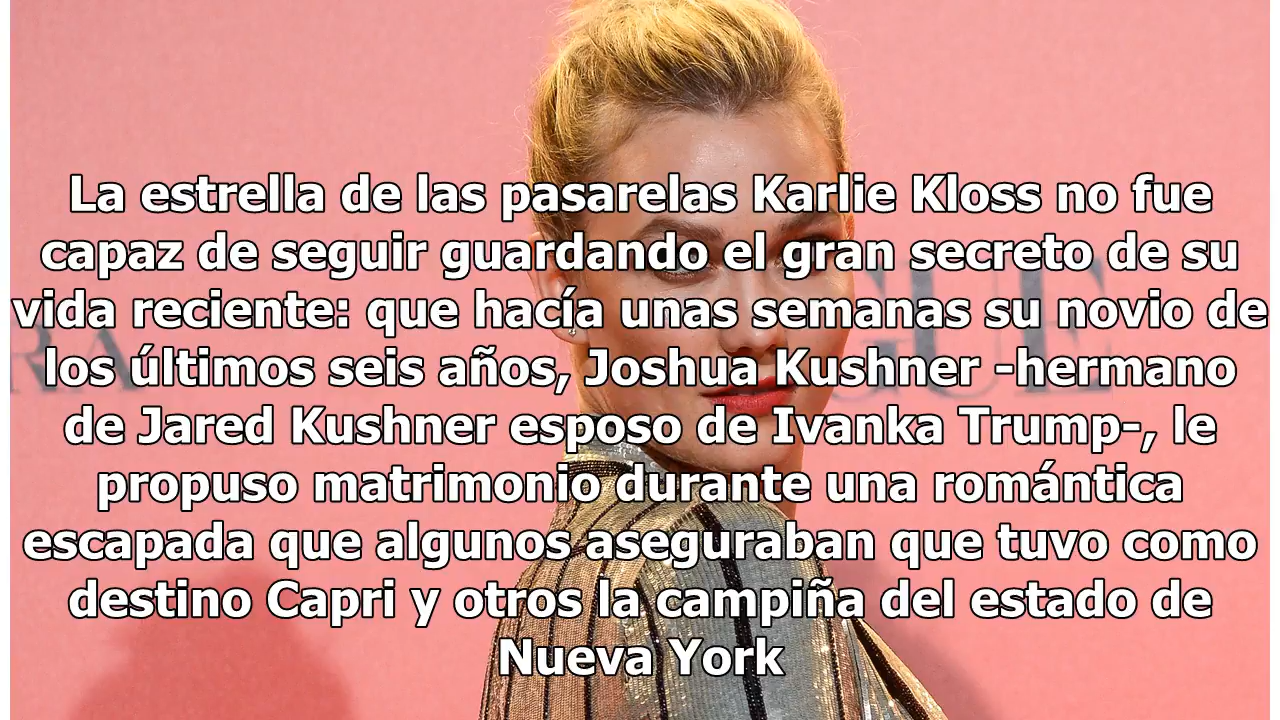 La estrella de las pasarelas Karlie Kloss no fue
capaz de seguir guardando el gran secreto de su
vida reciente: que hacía unas semanas su novio de
los últimos seis años, Joshua Kushner -hermano
de Jared Kushner esposo de Ivanka Trump-, le
propuso matrimonio durante una romántica
escapada que algunos aseguraban que tuvo como
destino Capri y otros la campiña del estado de
Nueva York